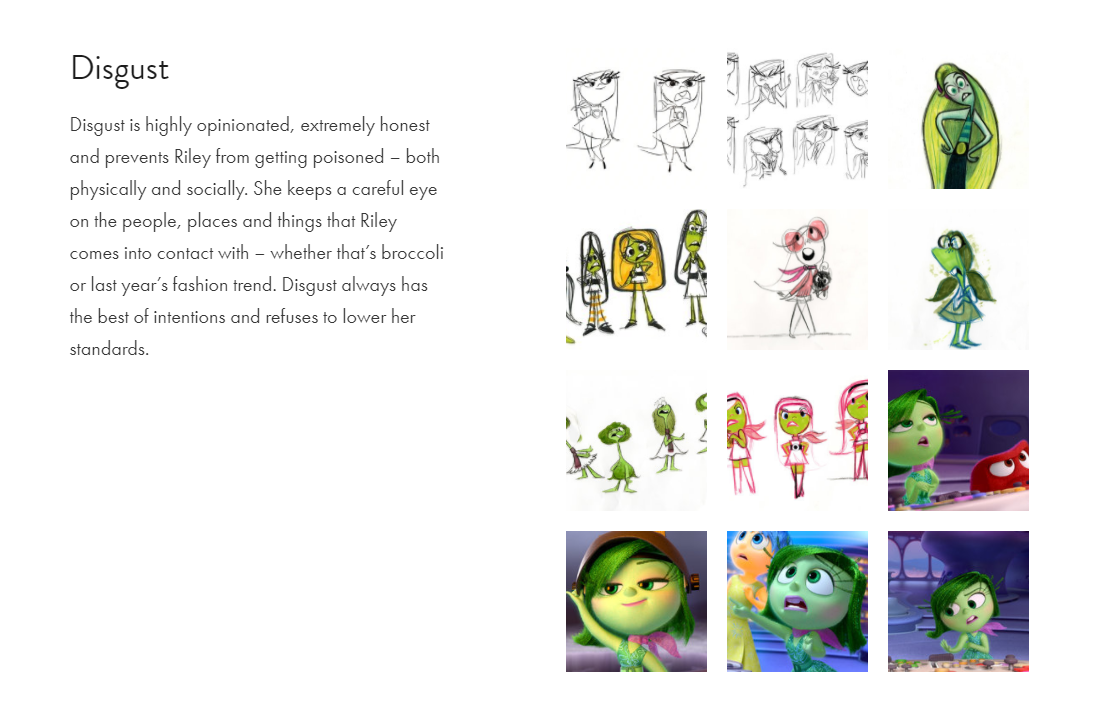 Disgust
Disgust is highly opinionated, extremely honest
and prevents Riley from getting poisoned – both
physically and socially. She keeps a careful eye
on the people, places and things that Riley
comes into contact with – whether that’s broccoli
or last year’s fashion trend. Disgust always has
the best of intentions and refuses to lower her
standards.